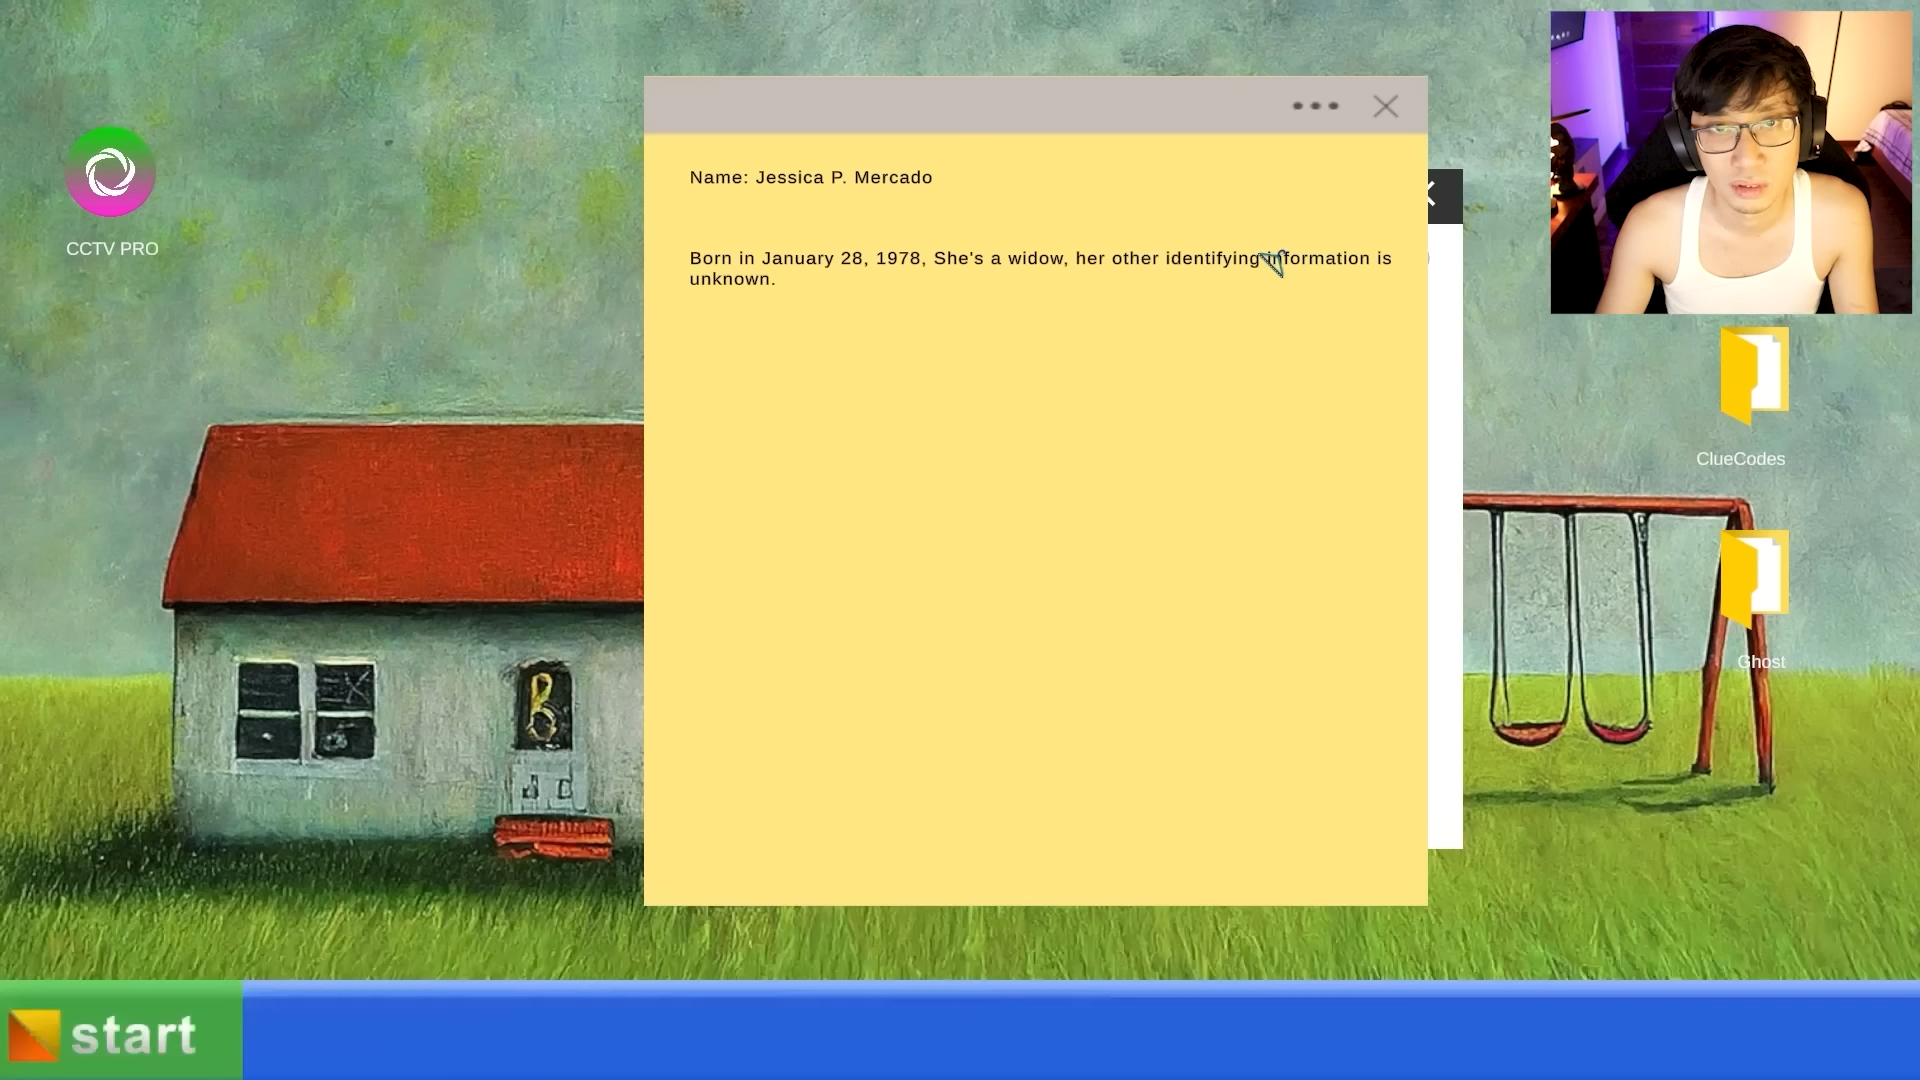 Name: Jessica P. Mercado
CCTV PRO
Born in January 28, 1978, She's a widow, her other identifying information is
unknown.
ClueCodes
Ghost
start